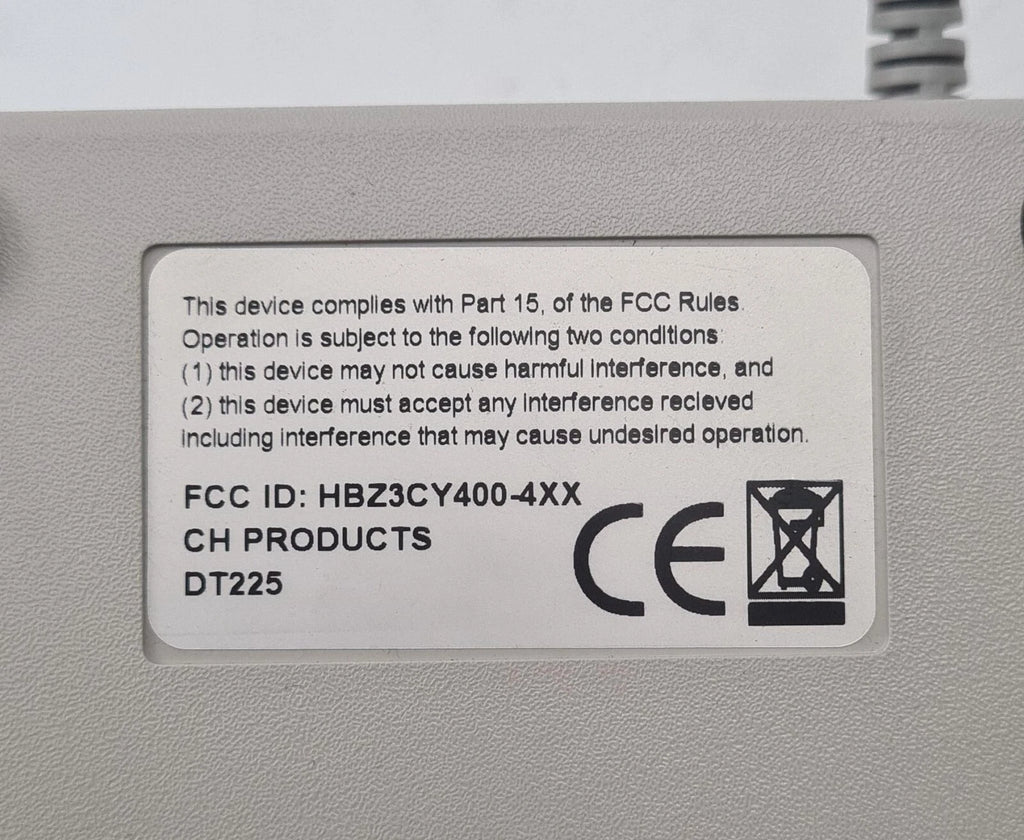 This device complies with Part 15, of the FCC Rules.
Operation is subject to the following two conditions:
(1) this device may not cause harmful interference, and
(2) this device must accept any interference recieved
including interference that may cause undesired operation.
FCC ID: HBZ3CY400-4XX
CH PRODUCTS
DT225
CE